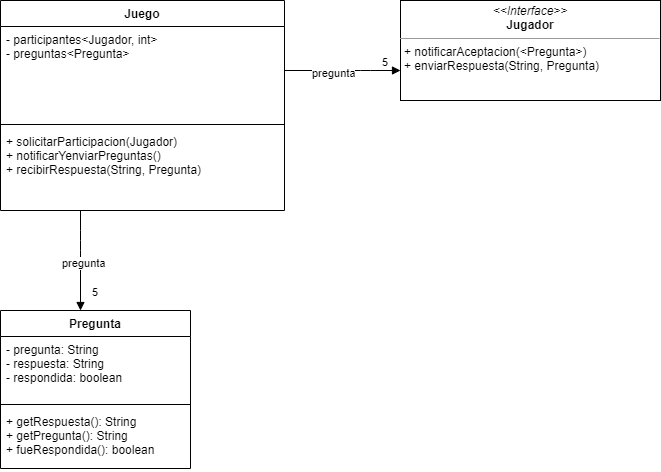 Juego
- participantes<Jugador, int>
- preguntas<Pregunta>
+ solicitarParticipacion(Jugador)
+ notificarYenviarPreguntas()
+ recibirRespuesta(String, Pregunta)
<<Interface>>
Jugador
+ notificarAceptacion(<Pregunta>)
+ enviarRespuesta(String, Pregunta)
5
pregunta
pregunta
5
Pregunta
- pregunta: String
- respuesta: String
- respondida: boolean
+ getRespuesta(): String
+ getPregunta(): String
+ fueRespondida(): boolean